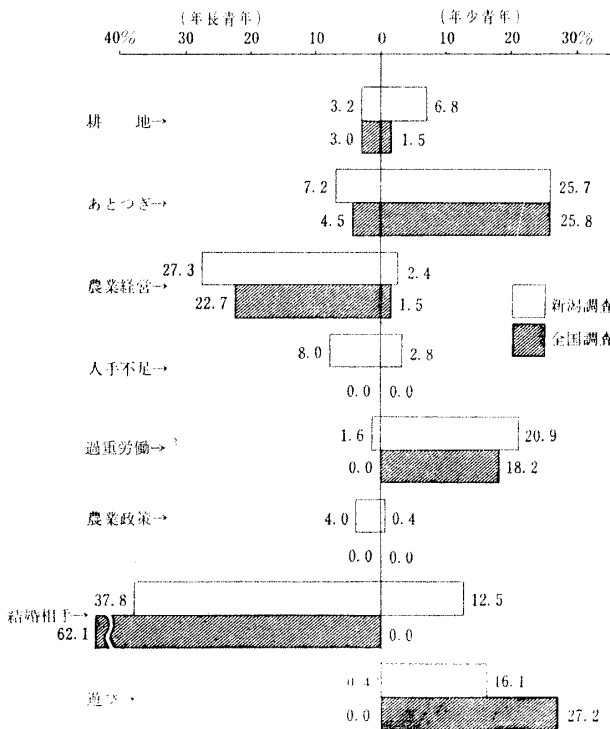 （年長青年） （年少青年）
40% 30 20 10 0 10 20 30%
3.2 6.8
耕　地→
3.0 1.5
7.2 25.7
あとつぎ→
4.5 25.8
27.3 2.4
農業経営→
22.7 1.5
新潟調査
全国調査
8.0 2.8
人手不足→
0.0 0.0
1.6 20.9
過重労働→
0.0 18.2
4.0 0.4
農業政策→
0.0 0.0
37.8 12.5
結婚相手→
62.1 0.0
0.4 16.1
遊び→
0.0 27.2